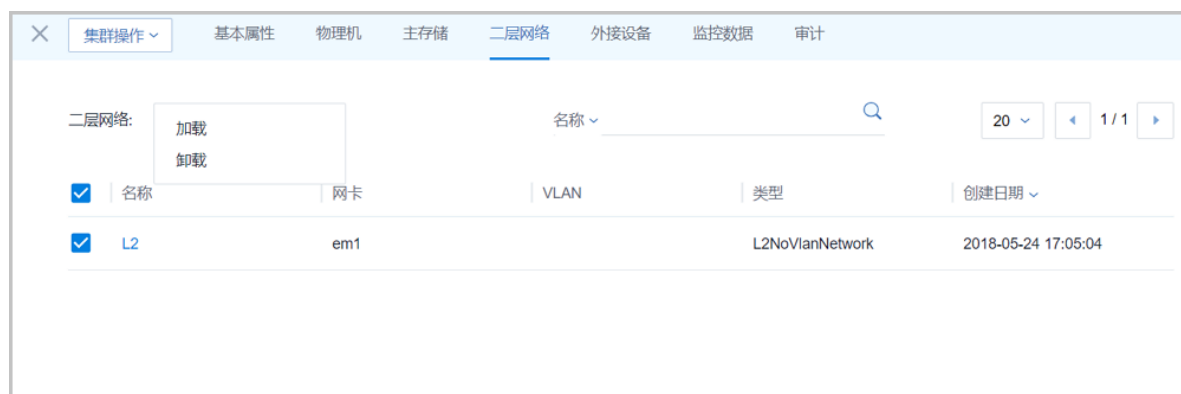 集群操作 基本属性 物理机 主存储 二层网络 外接设备 监控数据 审计
二层网络: 名称 20 1 / 1
加载
卸载
名称 网卡 VLAN 类型 创建日期
L2 em1 L2NoVlanNetwork 2018-05-24 17:05:04